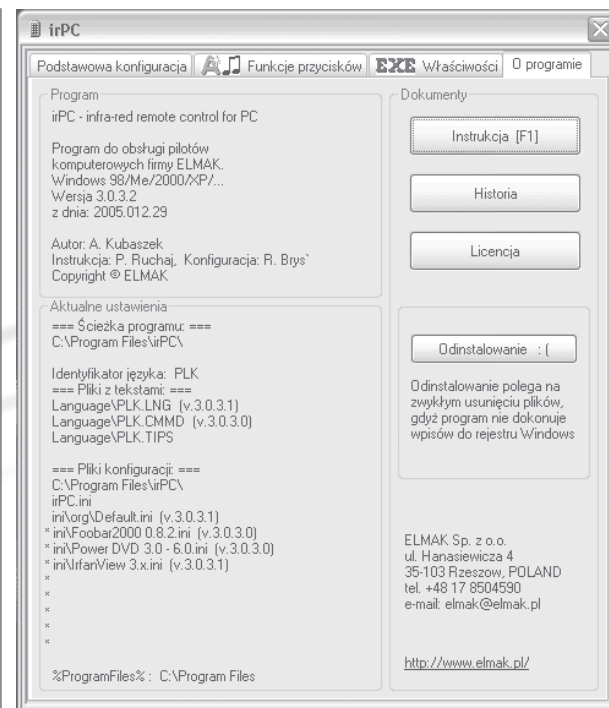 irPC
Podstawowa konfiguracja
Funkcje przycisków
EXE Właściwości
O programie
Program
irPC - infra-red remote control for PC
Program do obsługi pilotów
komputerowych firmy ELMAK.
Windows 98/Me/2000/XP/...
Wersja 3.0.3.2
z dnia: 2005.012.29
Autor: A. Kubaszek
Instrukcja: P. Ruchaj, Konfiguracja: R. Brys`
Copyright © ELMAK
Aktualne ustawienia
=== Ścieżka programu: ===
C:\Program Files\irPC\
Identyfikator języka: PLK
=== Pliki z tekstami: ===
Language\PLK.LNG (v.3.0.3.1)
Language\PLK.CMMD (v.3.0.3.0)
Language\PLK.TIPS
=== Pliki konfiguracji: ===
C:\Program Files\irPC\
irPC.ini
ini\org\Default.ini (v.3.0.3.1)
* ini\Foobar2000 0.8.2.ini (v.3.0.3.0)
* ini\Power DVD 3.0 - 6.0.ini (v.3.0.3.0)
* ini\IrfanView 3.x.ini (v.3.0.3.1)
*
*
*
*
*
%ProgramFiles% : C:\Program Files
Dokumenty
Instrukcja [F1]
Historia
Licencja
Odinstalowanie : (
Odinstalowanie polega na
zwykłym usunięciu plików,
gdyż program nie dokonuje
wpisów do rejestru Windows
ELMAK Sp. z o.o.
ul. Hanasiewicza 4
35-103 Rzeszow, POLAND
tel. +48 17 8504590
e-mail: elmak@elmak.pl
http://www.elmak.pl/